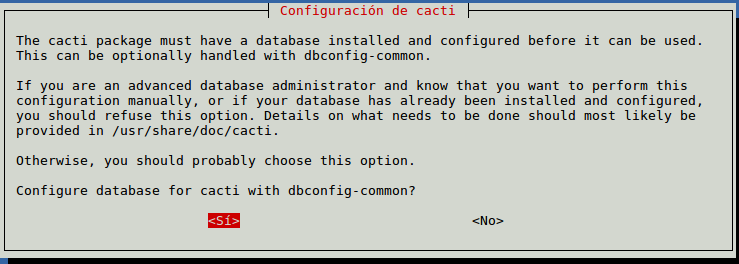 Configuración de cacti
The cacti package must have a database installed and configured before it can be used.
This can be optionally handled with dbconfig-common.
If you are an advanced database administrator and know that you want to perform this
configuration manually, or if your database has already been installed and configured,
you should refuse this option. Details on what needs to be done should most likely be
provided in /usr/share/doc/cacti.
Otherwise, you should probably choose this option.
Configure database for cacti with dbconfig-common?
<Sí> <No>